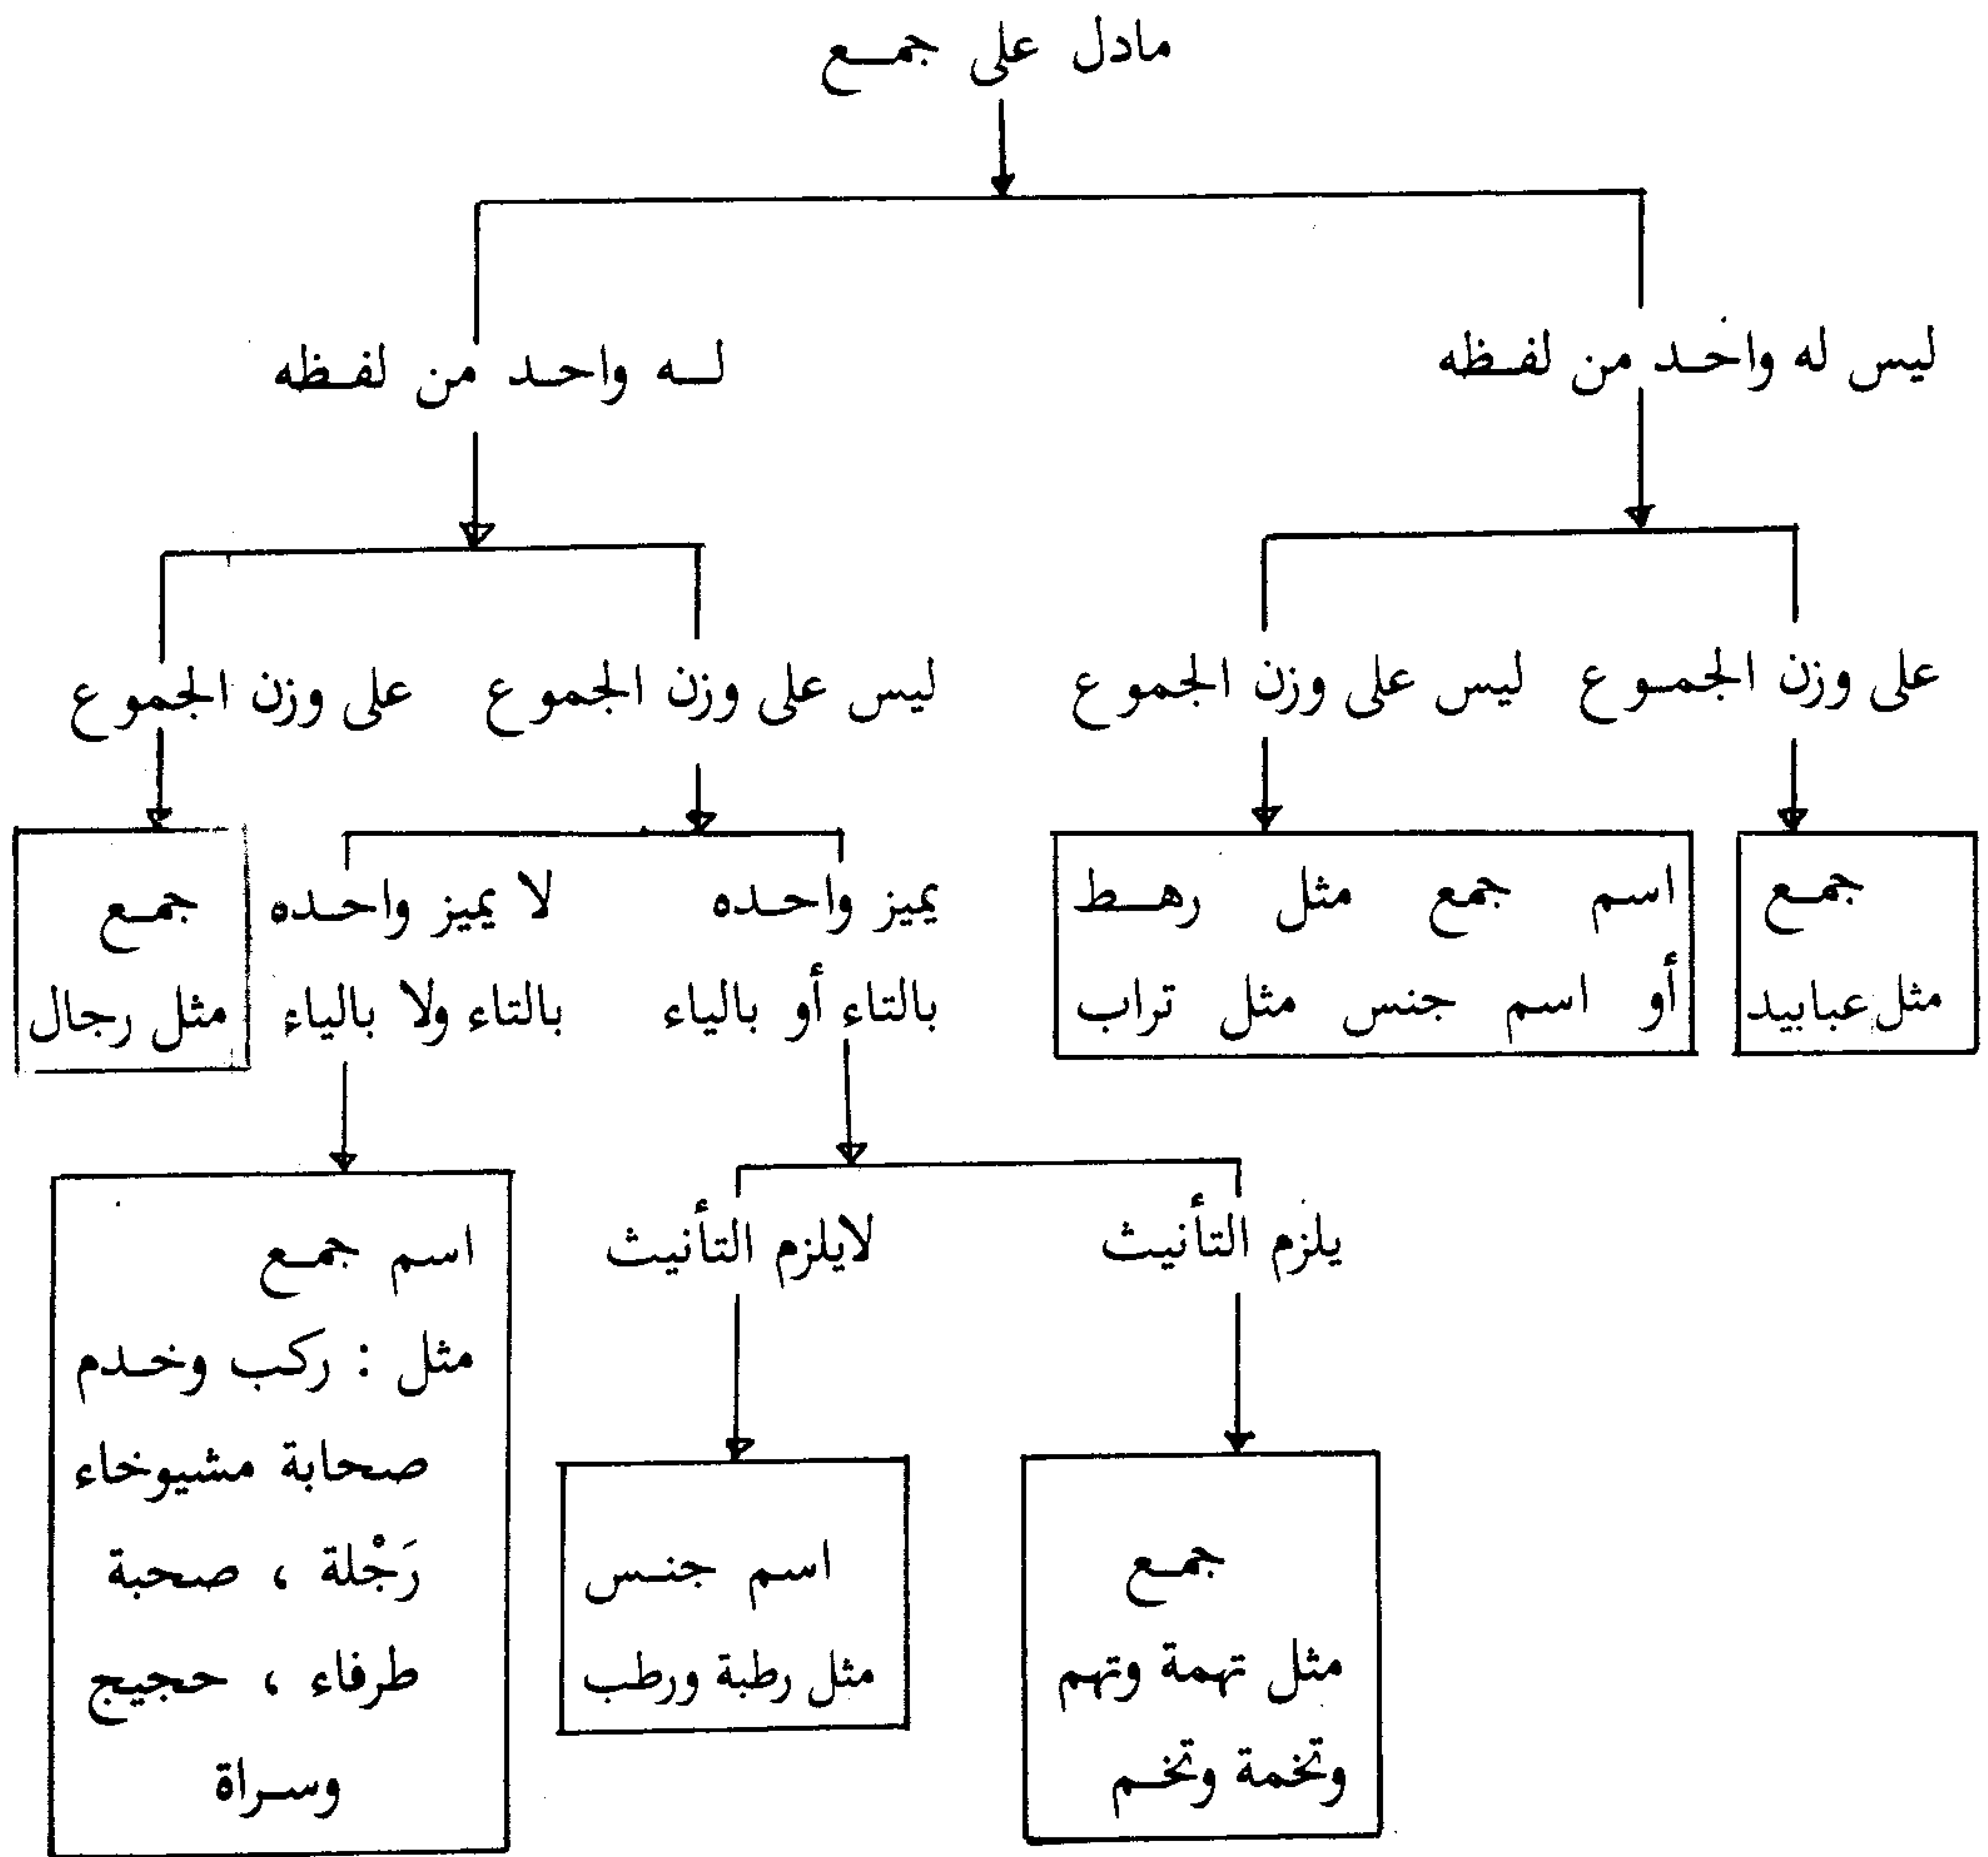 مادل على جمع
ليس له واحد من لفظه
له واحد من لفظه
على وزن الجموع
ليس على وزن الجموع
ليس على وزن الجموع
على وزن الجموع
جمع
مثل عبابيد
اسم جمع مثل رهط
أو اسم جنس مثل تراب
يميز واحده
بالتاء أو بالياء
لا يميز واحده
بالتاء ولا بالياء
جمع
مثل رجال
يلزم التأنيث
لايلزم التأنيث
جمع
مثل تهمة وتهم
وتخمة وتخم
اسم جنس
مثل رطبة ورطب
اسم جمع
مثل : ركب وخدم
صحابة مشيوخاء
رَجْلة ، صحبة
طرفاء ، حجيج
وسراة